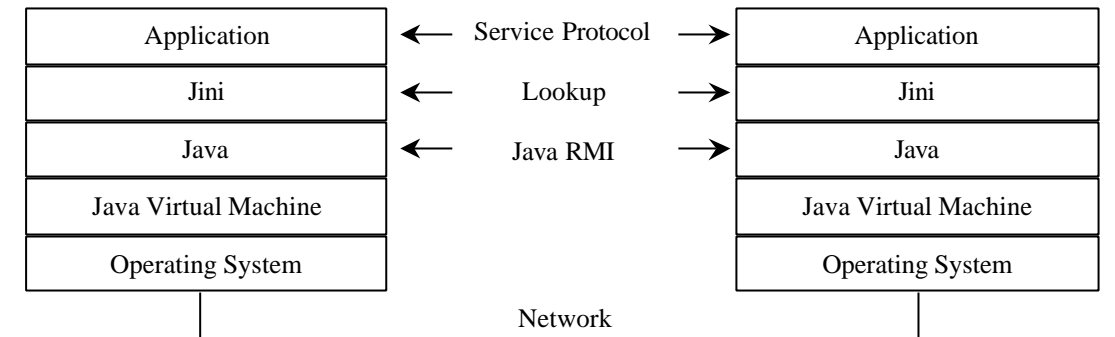 Application Service Protocol Application
Jini Lookup Jini
Java Java RMI Java
Java Virtual Machine Java Virtual Machine
Operating System Operating System
Network